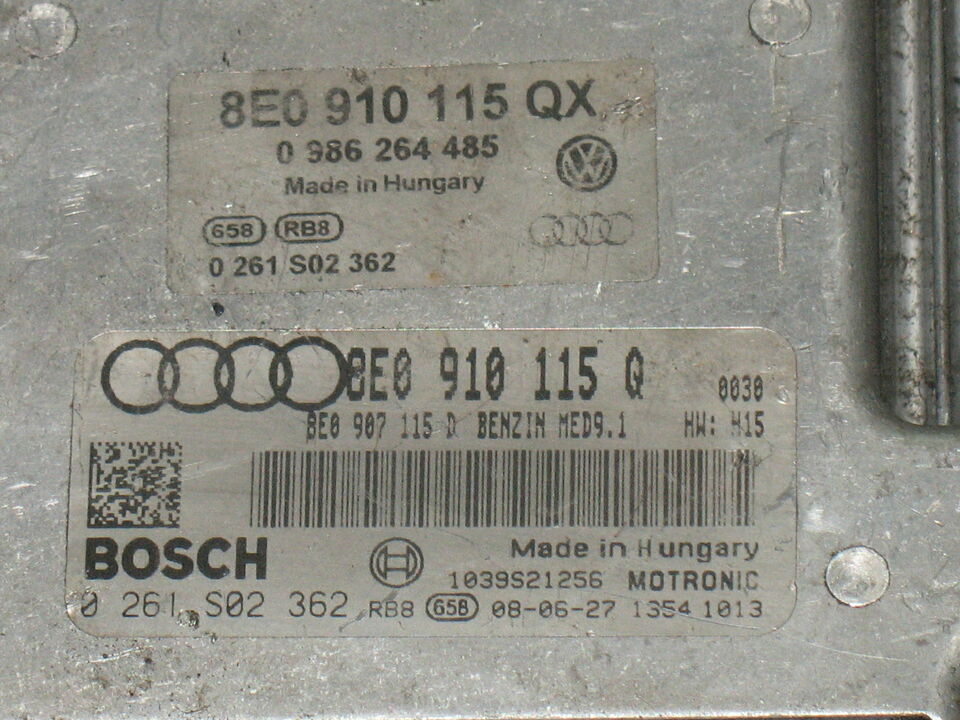 8E0 910 115 QX
0 986 264 485
Made in Hungary
658 RB8
0 261 S02 362
8E0 910 115 Q 0030
8E0 907 115 D BENZIN MED9.1 HW: H15
BOSCH Made in Hungary
1039S21256 MOTRONIC
0 261 S02 362 RB8 658 08-06-27 1354 1013